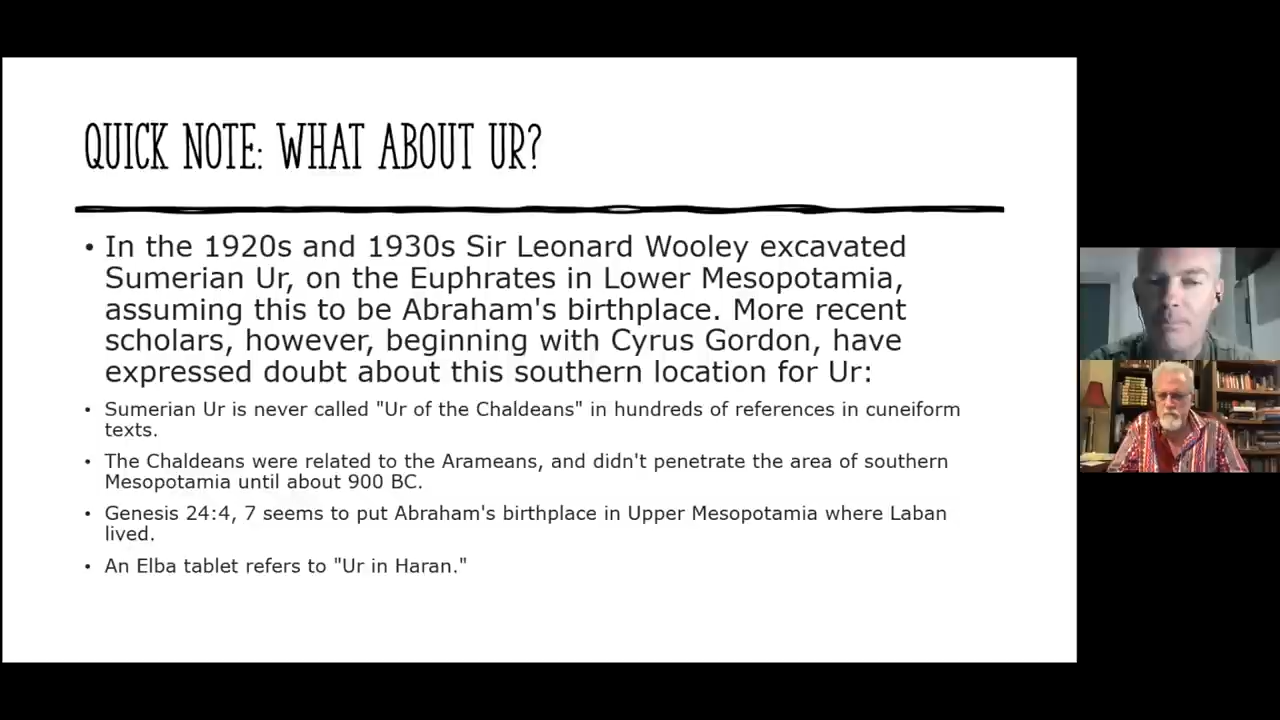 QUICK NOTE: WHAT ABOUT UR?
• In the 1920s and 1930s Sir Leonard Wooley excavated
Sumerian Ur, on the Euphrates in Lower Mesopotamia,
assuming this to be Abraham's birthplace. More recent
scholars, however, beginning with Cyrus Gordon, have
expressed doubt about this southern location for Ur:
• Sumerian Ur is never called "Ur of the Chaldeans" in hundreds of references in cuneiform
texts.
• The Chaldeans were related to the Arameans, and didn't penetrate the area of southern
Mesopotamia until about 900 BC.
• Genesis 24:4, 7 seems to put Abraham's birthplace in Upper Mesopotamia where Laban
lived.
• An Elba tablet refers to "Ur in Haran."